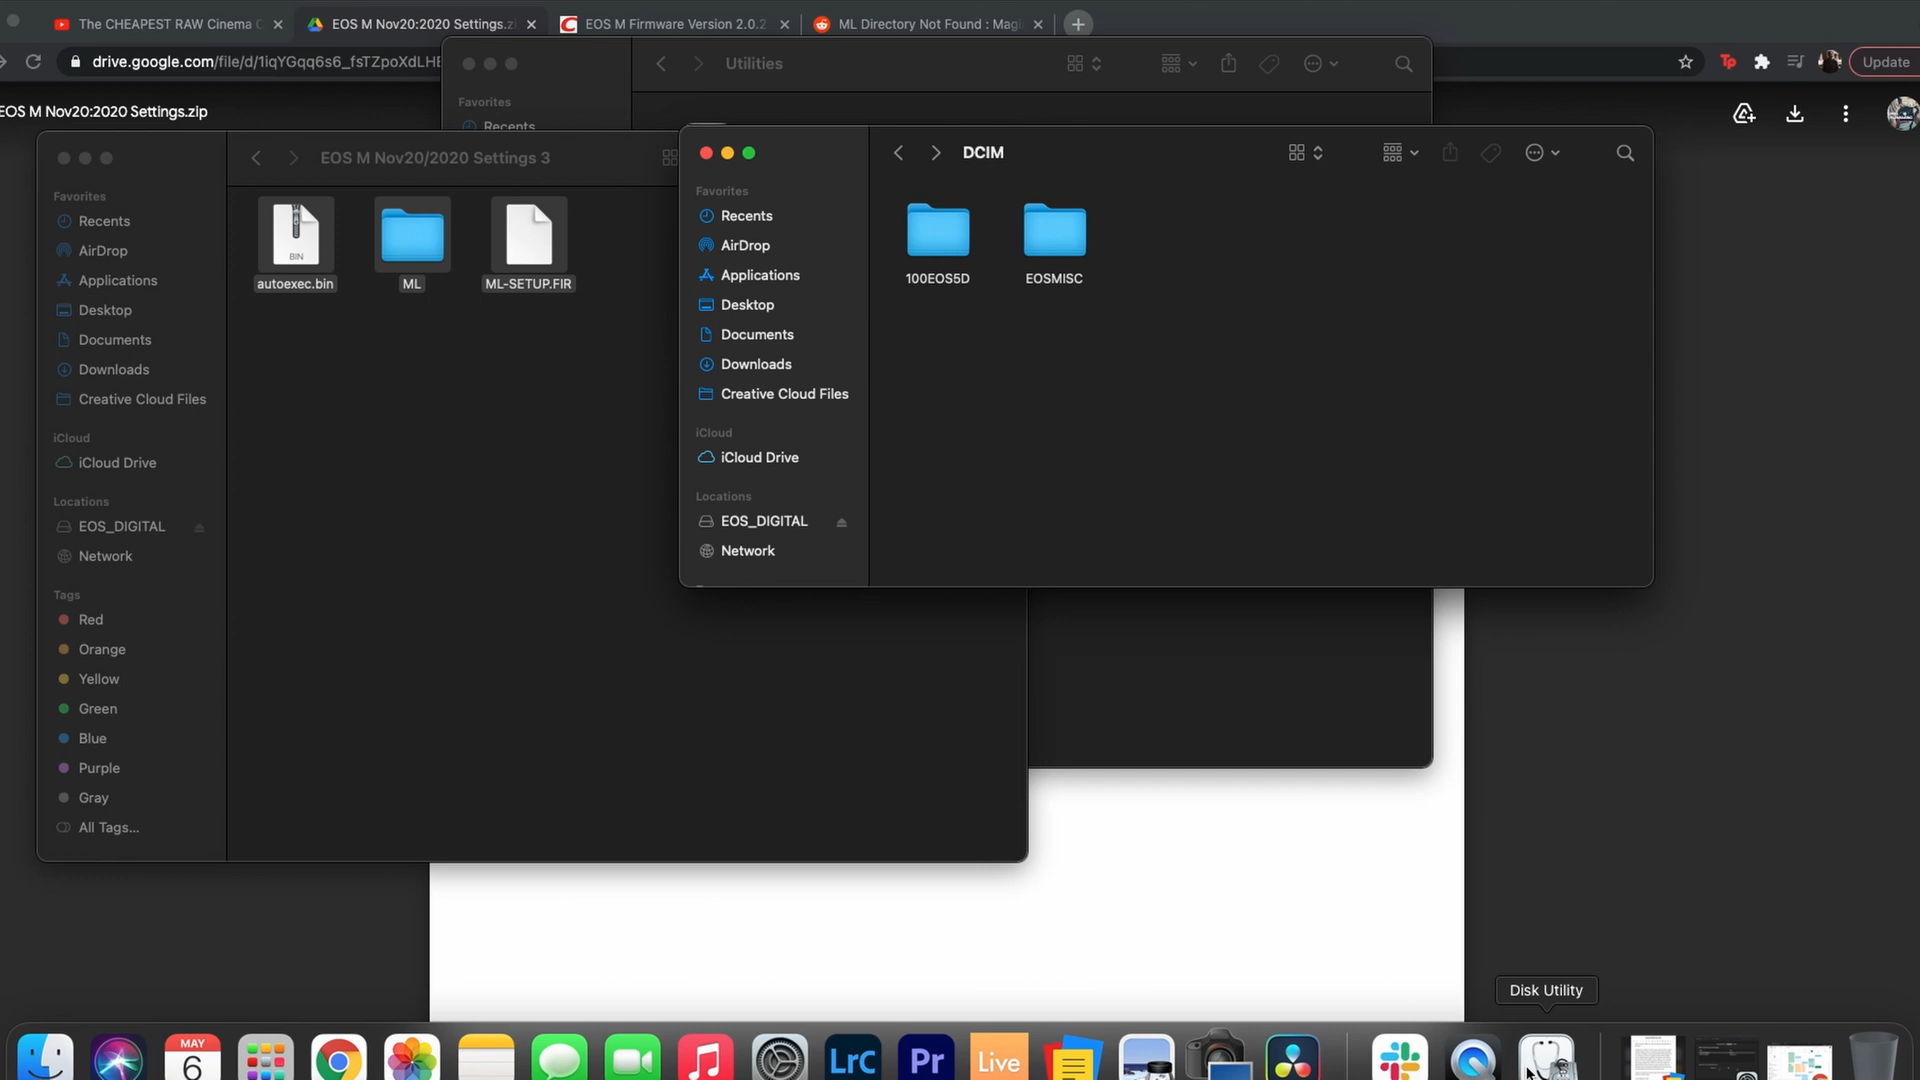 The CHEAPEST RAW Cinema C
EOS M Nov20:2020 Settings.zi
EOS M Firmware Version 2.0.2
ML Directory Not Found : Magi
drive.google.com/file/d/1iqYGqq6s6_fsTZpoXdLHE
Update
Utilities
Favorites
Recents
EOS M Nov20:2020 Settings.zip
EOS M Nov20/2020 Settings 3
Favorites
Recents
AirDrop
Applications
Desktop
Documents
Downloads
Creative Cloud Files
iCloud
iCloud Drive
Locations
EOS_DIGITAL
Network
Tags
Red
Orange
Yellow
Green
Blue
Purple
Gray
All Tags...
BIN
autoexec.bin
ML
ML-SETUP.FIR
DCIM
Favorites
Recents
AirDrop
Applications
Desktop
Documents
Downloads
Creative Cloud Files
iCloud
iCloud Drive
Locations
EOS_DIGITAL
Network
100EOS5D
EOSMISC
Disk Utility
MAY
6
LrC
Pr
Live